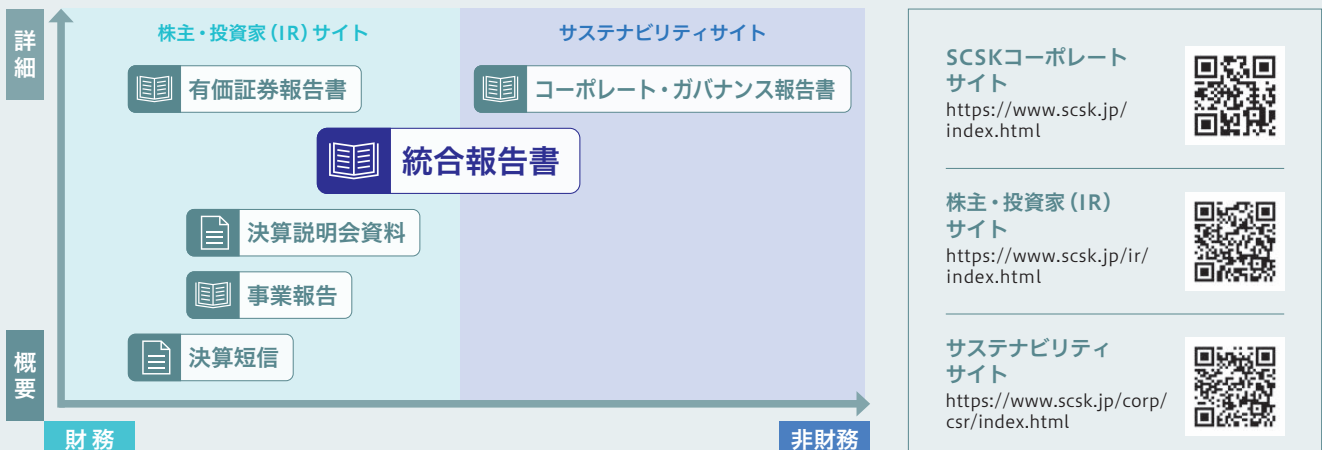 詳細
株主・投資家(IR)サイト
サステナビリティサイト
有価証券報告書
コーポレート・ガバナンス報告書
統合報告書
決算説明会資料
事業報告
決算短信
概要
財務
非財務
SCSKコーポレート
サイト
https://www.scsk.jp/
index.html
株主・投資家(IR)
サイト
https://www.scsk.jp/ir/
index.html
サステナビリティ
サイト
https://www.scsk.jp/corp/
csr/index.html